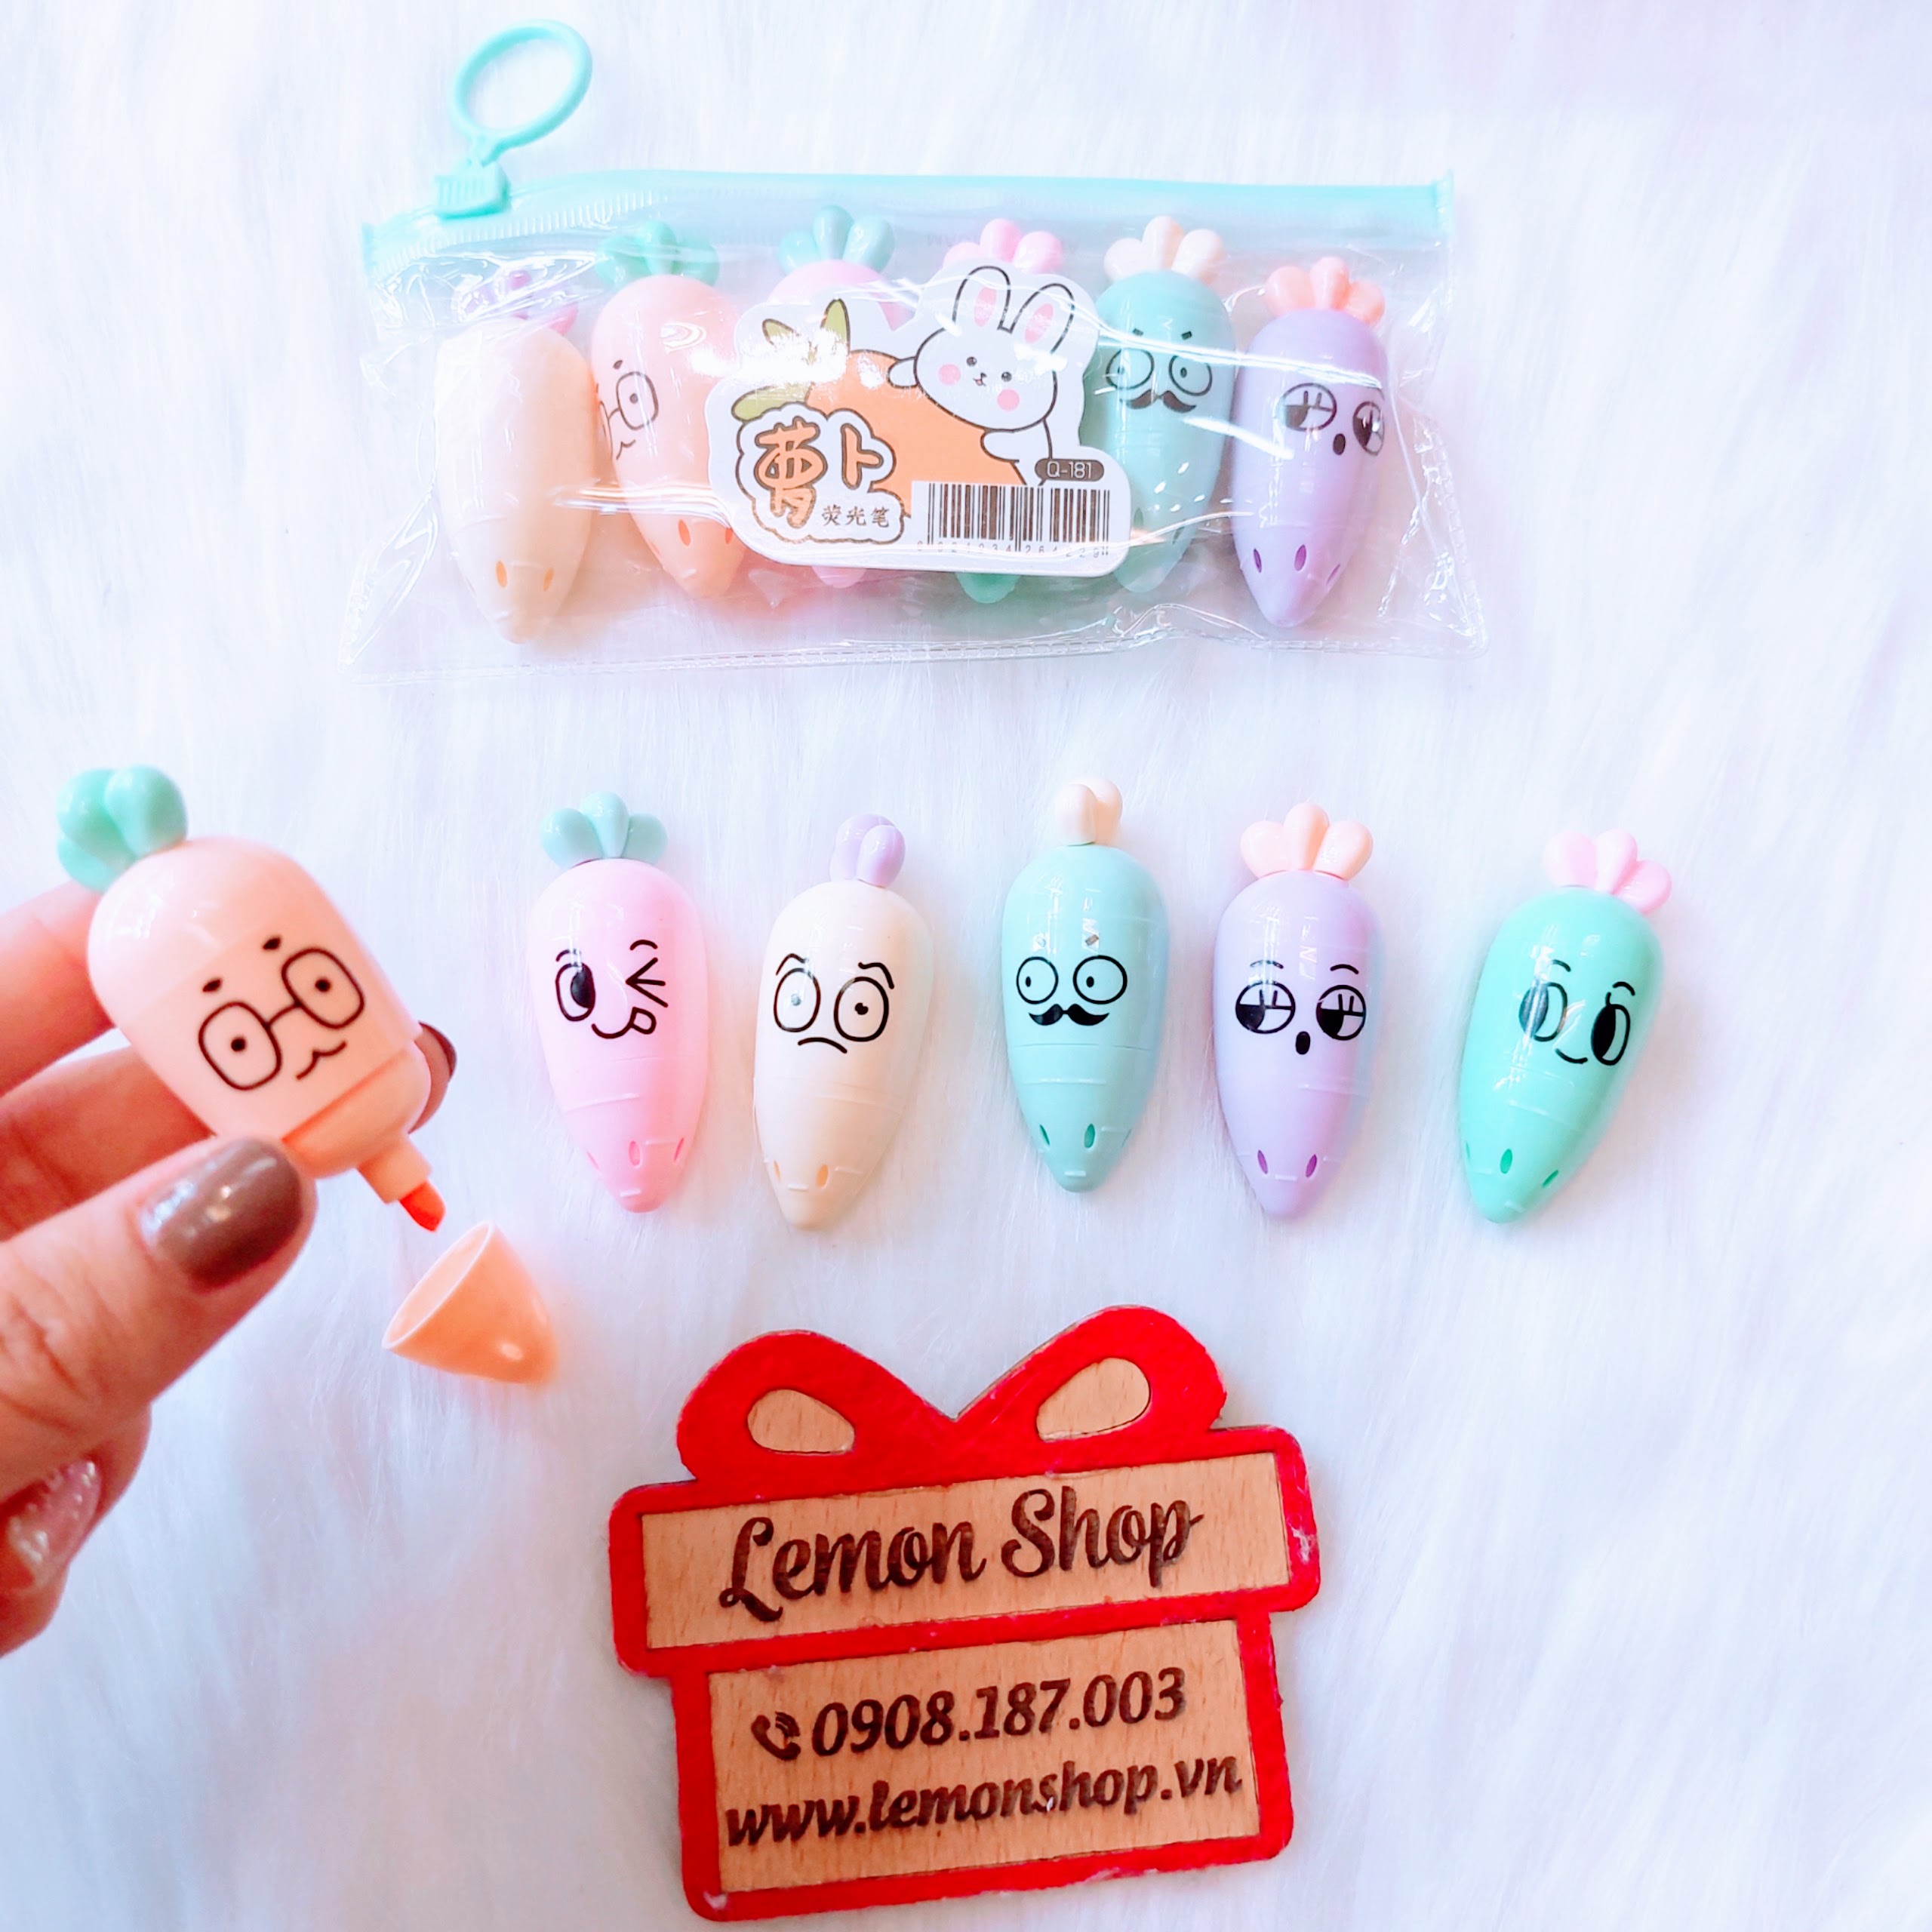 Q-181
萝卜
荧光笔
Lemon Shop
0908.187.003
www.lemonshop.vn